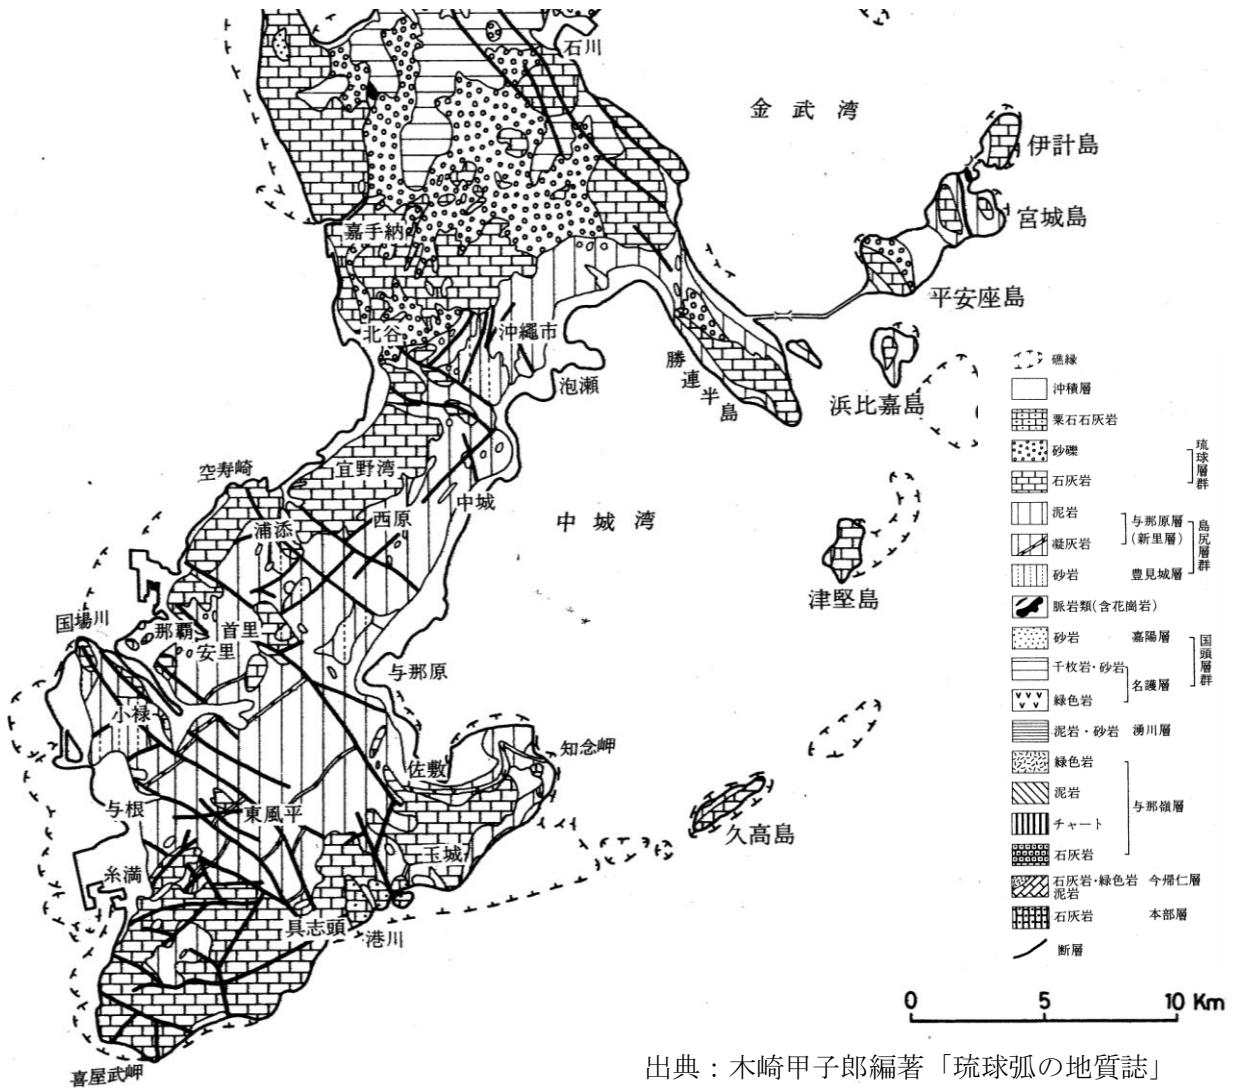 石川
金武湾
伊計島
宮城島
嘉手納
平安座島
北谷
沖縄市
勝連半島
泡瀬
浜比嘉島
空寿崎
宜野湾
中城
浦添
西原
中城湾
津堅島
国場川
那覇
首里
安里
与那原
小禄
知念岬
佐敷
与根
東風平
久高島
玉城
糸満
具志頭
港川
喜屋武岬
礁縁
沖積層
粟石石灰岩
砂礫
石灰岩
琉球層群
泥岩
凝灰岩
与那原層
(新里層)
砂岩 豊見城層
島尻層群
脈岩類(含花崗岩)
砂岩 嘉陽層
千枚岩・砂岩
緑色岩
名護層
国頭層群
泥岩・砂岩 湧川層
緑色岩
泥岩
チャート
石灰岩
与那嶺層
石灰岩・緑色岩 今帰仁層
泥岩
石灰岩 本部層
断層
0 5 10 Km
出典：木崎甲子郎編著「琉球弧の地質誌」